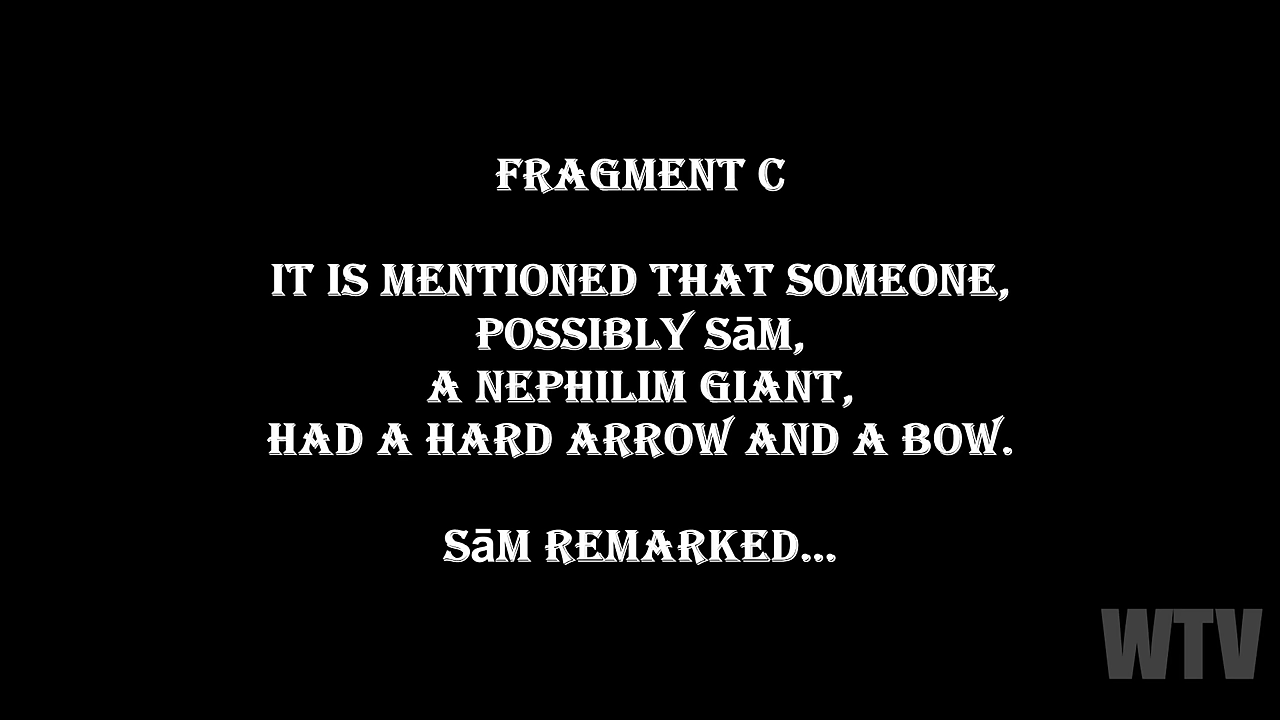 FRAGMENT C
IT IS MENTIONED THAT SOMEONE,
POSSIBLY SāM,
A NEPHILIM GIANT,
HAD A HARD ARROW AND A BOW.
SāM REMARKED...
WTV